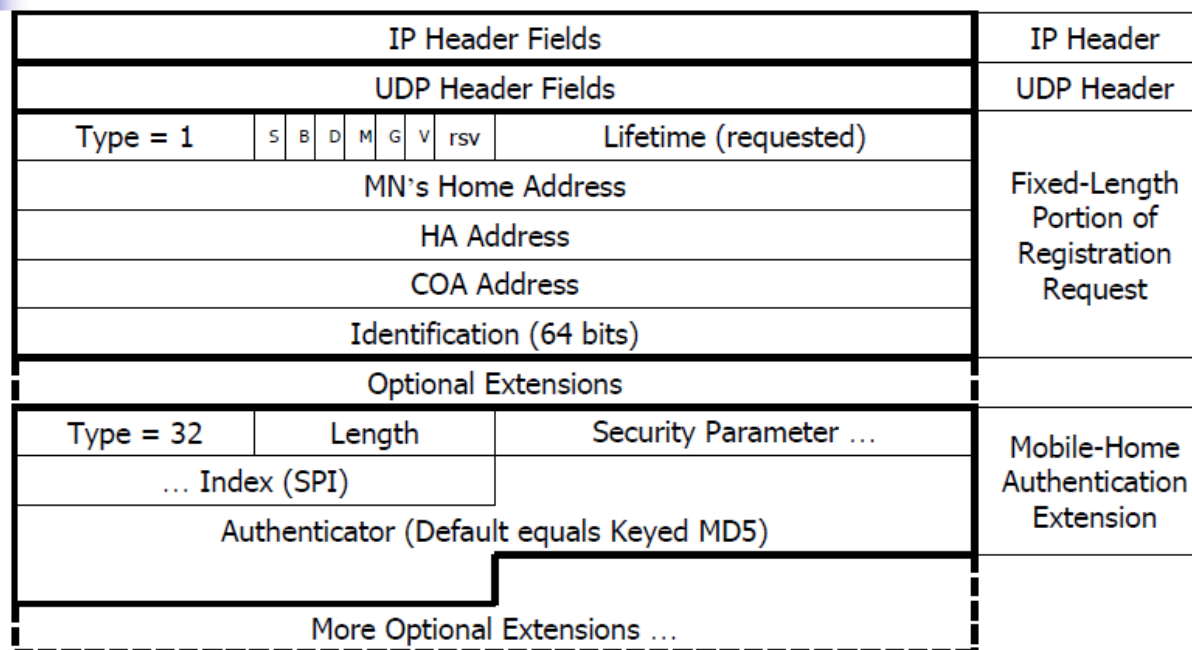 IP Header Fields IP Header
UDP Header Fields UDP Header
Type = 1 S B D M G V rsv Lifetime (requested)
MN’s Home Address
HA Address
COA Address
Identification (64 bits)
Fixed-Length
Portion of
Registration
Request
Optional Extensions
Type = 32 Length Security Parameter …
… Index (SPI)
Authenticator (Default equals Keyed MD5)
Mobile-Home
Authentication
Extension
More Optional Extensions …